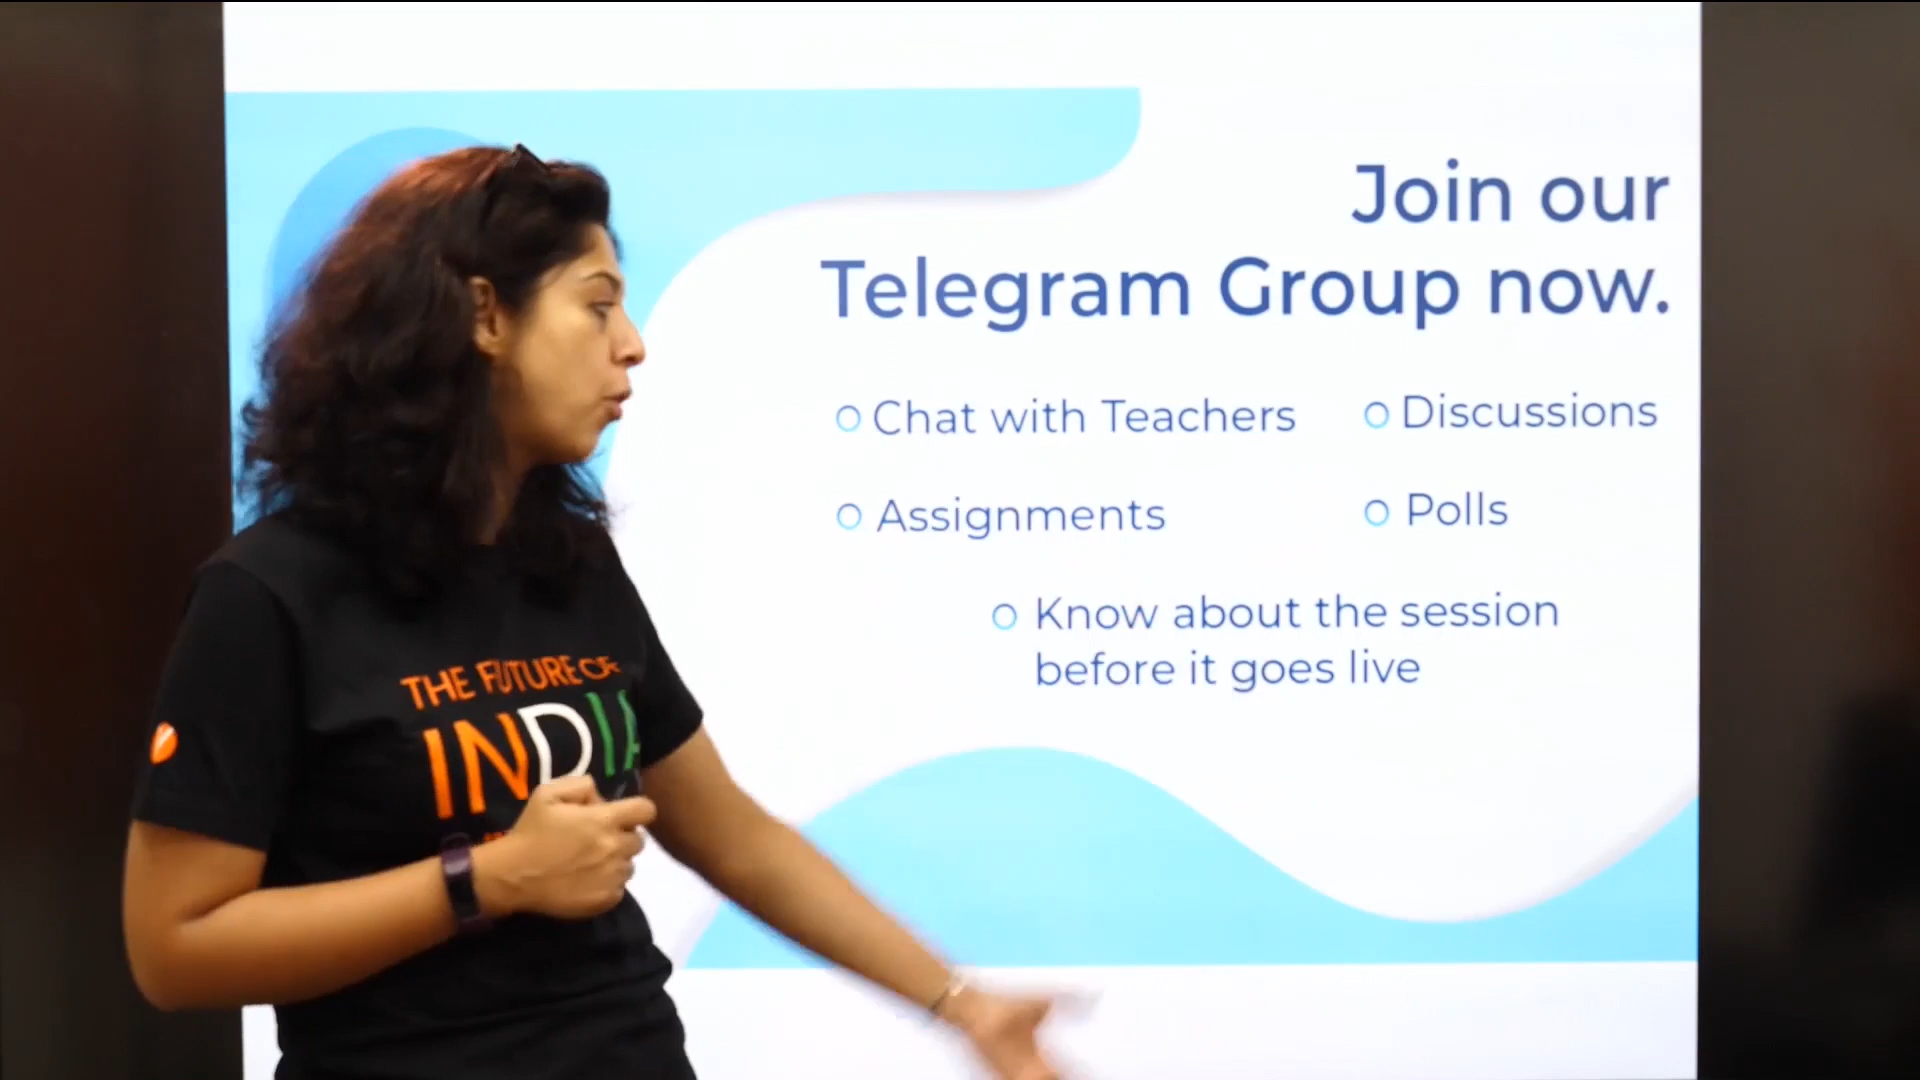 Join our
Telegram Group now.
Chat with Teachers
Discussions
Assignments
Polls
Know about the session
before it goes live
THE FUTURE OF
INDIA